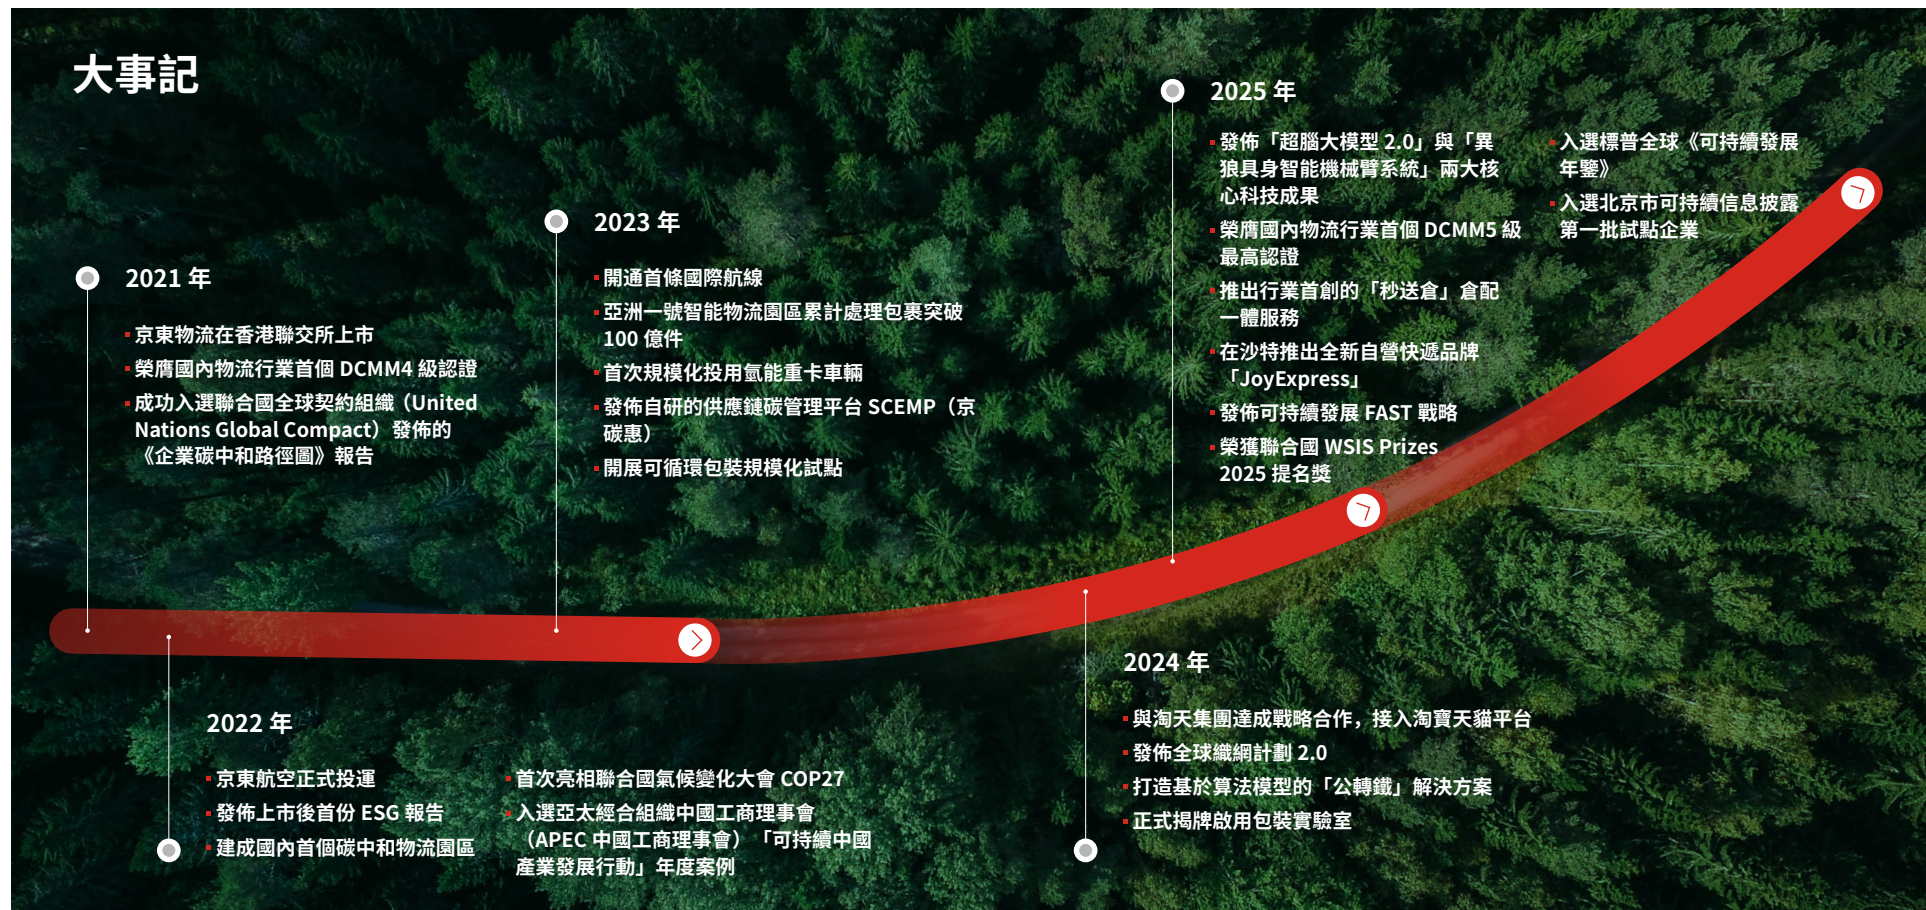 大事記
2021 年
京東物流在香港聯交所上市
榮膺國內物流行業首個 DCMM4 級認證
成功入選聯合國全球契約組織（United
Nations Global Compact）發佈的
《企業碳中和路徑圖》報告
2022 年
京東航空正式投運
發佈上市後首份 ESG 報告
建成國內首個碳中和物流園區
首次亮相聯合國氣候變化大會 COP27
入選亞太經合組織中國工商理事會
（APEC 中國工商理事會）「可持續中國
產業發展行動」年度案例
2023 年
開通首條國際航線
亞洲一號智能物流園區累計處理包裹突破
100 億件
首次規模化投用氫能重卡車輛
發佈自研的供應鏈碳管理平台 SCEMP（京
碳惠）
開展可循環包裝規模化試點
2024 年
與淘天集團達成戰略合作，接入淘寶天貓平台
發佈全球織網計劃 2.0
打造基於算法模型的「公轉鐵」解決方案
正式揭牌啟用包裝實驗室
2025 年
發佈「超腦大模型 2.0」與「異
狼具身智能機械臂系統」兩大核
心科技成果
榮膺國內物流行業首個 DCMM5 級
最高認證
推出行業首創的「秒送倉」倉配
一體服務
在沙特推出全新自營快遞品牌
「JoyExpress」
發佈可持續發展 FAST 戰略
榮獲聯合國 WSIS Prizes
2025 提名獎
入選標普全球《可持續發展
年鑒》
入選北京市可持續信息披露
第一批試點企業